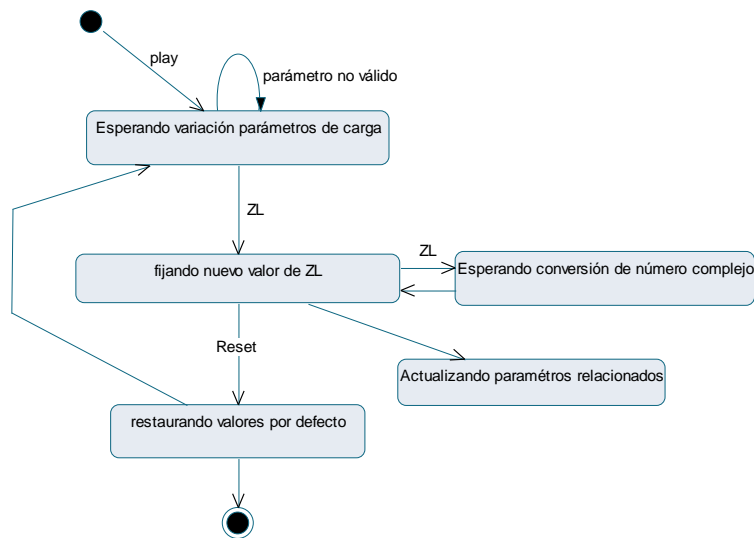 play
parámetro no válido
Esperando variación parámetros de carga
ZL
fijando nuevo valor de ZL
ZL
Esperando conversión de número complejo
Reset
Actualizando paramétros relacionados
restaurando valores por defecto